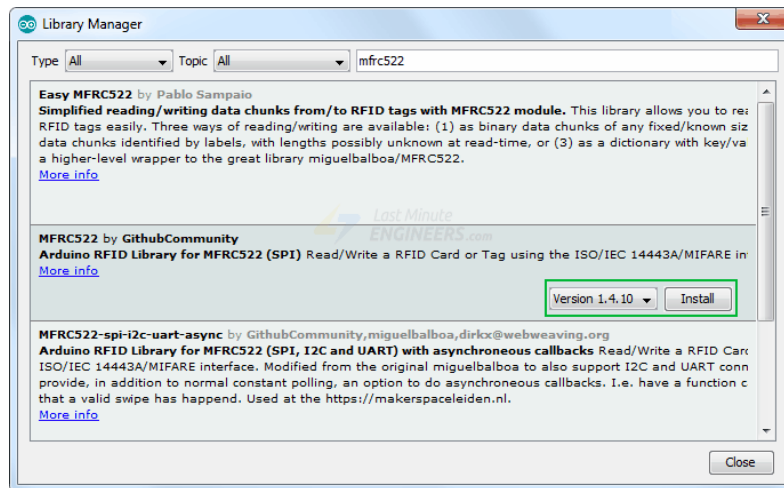 Library Manager
Type All Topic All mfrc522
Easy MFRC522 by Pablo Sampaio
Simplified reading/writing data chunks from/to RFID tags with MFRC522 module. This library allows you to rea
RFID tags easily. Three ways of reading/writing are available: (1) as binary data chunks of any fixed/known siz
data chunks identified by labels, with lengths possibly unknown at read-time, or (3) as a dictionary with key/va
a higher-level wrapper to the great library miguelbalboa/MFRC522.
More info
Last Minute
ENGINEERS.com
MFRC522 by GithubCommunity
Arduino RFID Library for MFRC522 (SPI) Read/Write a RFID Card or Tag using the ISO/IEC 14443A/MIFARE in
More info
Version 1.4.10 Install
MFRC522-spi-i2c-uart-async by GithubCommunity,miguelbalboa,dirkx@webweaving.org
Arduino RFID Library for MFRC522 (SPI, I2C and UART) with asynchronous callbacks Read/Write a RFID Card
ISO/IEC 14443A/MIFARE interface. Modified from the original miguelbalboa to also support I2C and UART conn
provide, in addition to normal constant polling, an option to do asynchronous callbacks. I.e. have a function c
that a valid swipe has happend. Used at the https://makerspaceleiden.nl.
More info
Close